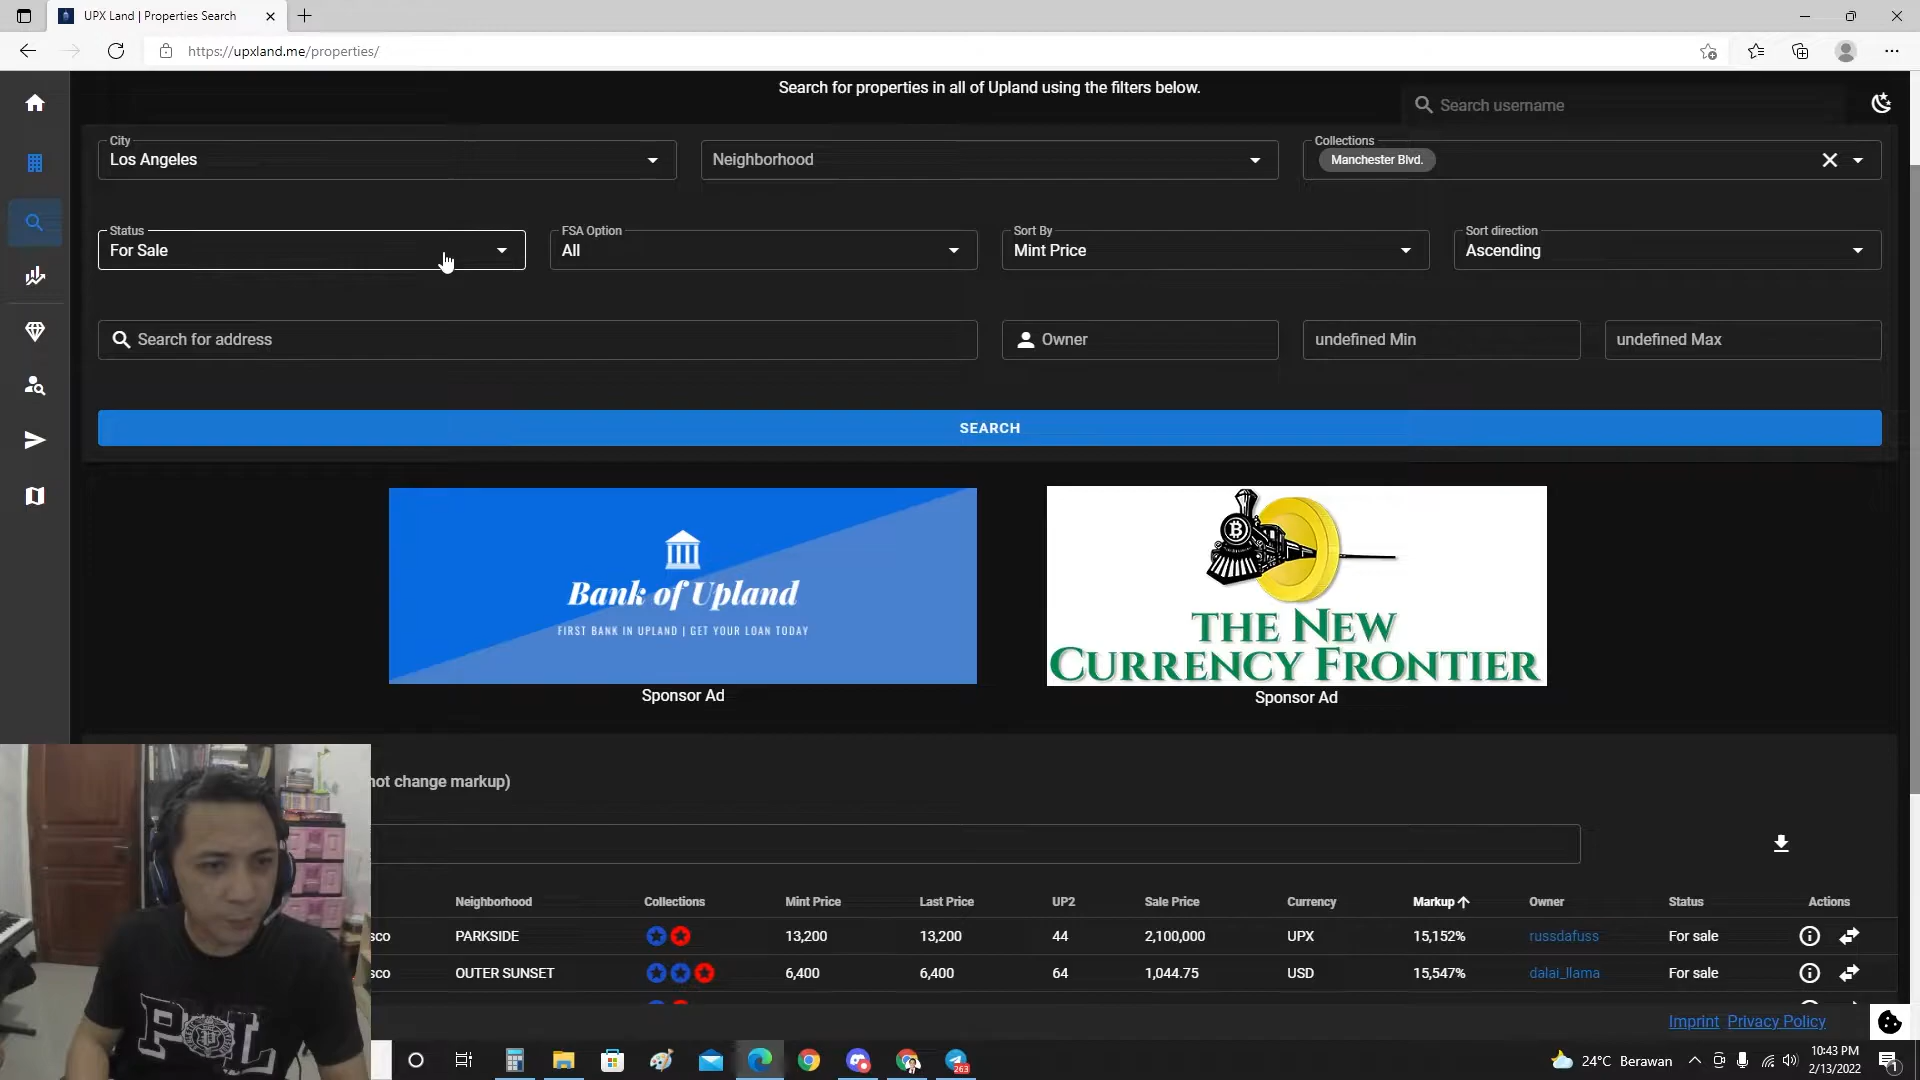 UPX Land | Properties Search
https://upxland.me/properties/
Search for properties in all of Upland using the filters below.
Search username
City
Los Angeles
Neighborhood
Collections
Manchester Blvd.
Status
For Sale
FSA Option
All
Sort By
Mint Price
Sort direction
Ascending
Search for address
Owner
undefined Min
undefined Max
SEARCH
Bank of Upland
FIRST BANK IN UPLAND | GET YOUR LOAN TODAY
Sponsor Ad
THE NEW
CURRENCY FRONTIER
Sponsor Ad
not change markup)
Neighborhood Collections Mint Price Last Price UP2 Sale Price Currency Markup Owner Status Actions
sco PARKSIDE 13,200 13,200 44 2,100,000 UPX 15,152% russdafuss For sale
OUTER SUNSET 6,400 6,400 64 1,044.75 USD 15,547% dalai_llama For sale
Imprint Privacy Policy
24°C Berawan
10:43 PM
2/13/2022
263
1